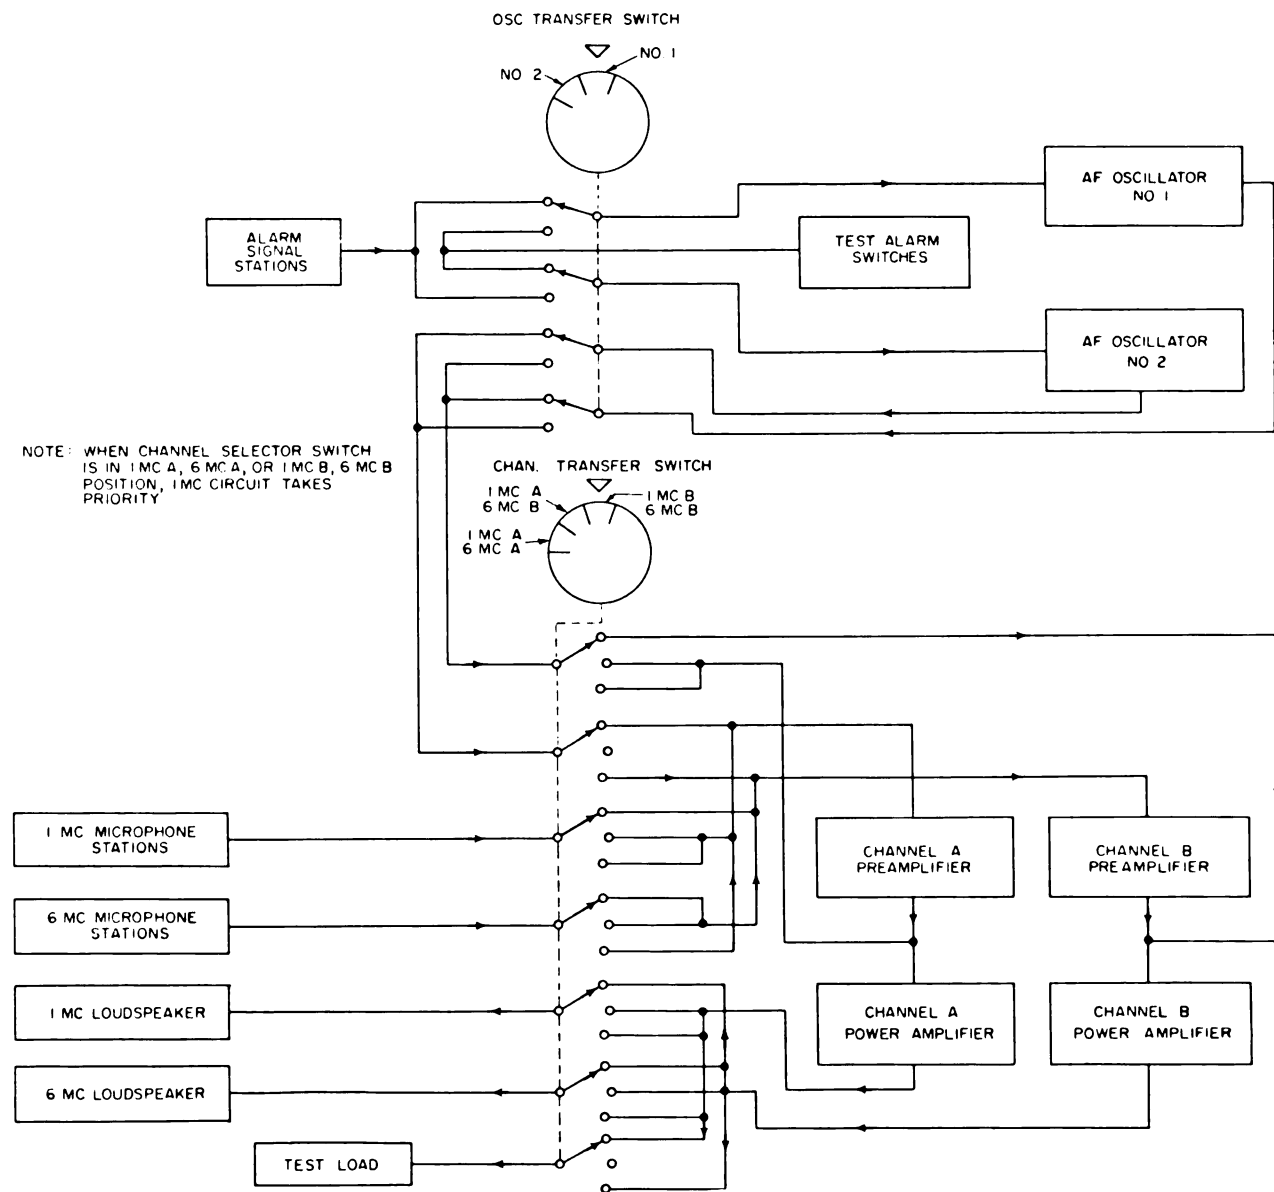 OSC TRANSFER SWITCH
NO 1
NO 2
AF OSCILLATOR
NO 1
ALARM
SIGNAL
STATIONS
TEST ALARM
SWITCHES
AF OSCILLATOR
NO 2
NOTE: WHEN CHANNEL SELECTOR SWITCH
IS IN 1 MC A, 6 MC A, OR 1 MC B, 6 MC B
POSITION, 1 MC CIRCUIT TAKES
PRIORITY
CHAN. TRANSFER SWITCH
1 MC A
6 MC B
1 MC B
6 MC B
1 MC A
6 MC A
1 MC MICROPHONE
STATIONS
CHANNEL A
PREAMPLIFIER
CHANNEL B
PREAMPLIFIER
6 MC MICROPHONE
STATIONS
1 MC LOUDSPEAKER
CHANNEL A
POWER AMPLIFIER
CHANNEL B
POWER AMPLIFIER
6 MC LOUDSPEAKER
TEST LOAD